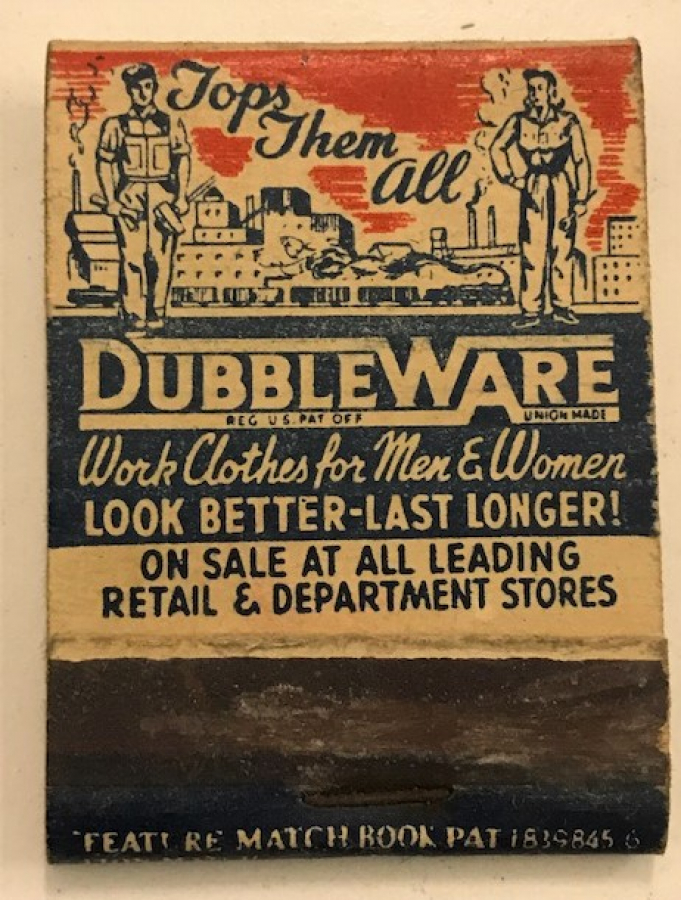 Tops
Them
All
DUBBLEWARE
REG U.S. PAT OFF UNION MADE
Work Clothes for Men & Women
LOOK BETTER-LAST LONGER!
ON SALE AT ALL LEADING
RETAIL & DEPARTMENT STORES
FEATURE MATCH BOOK PAT 1839845 6